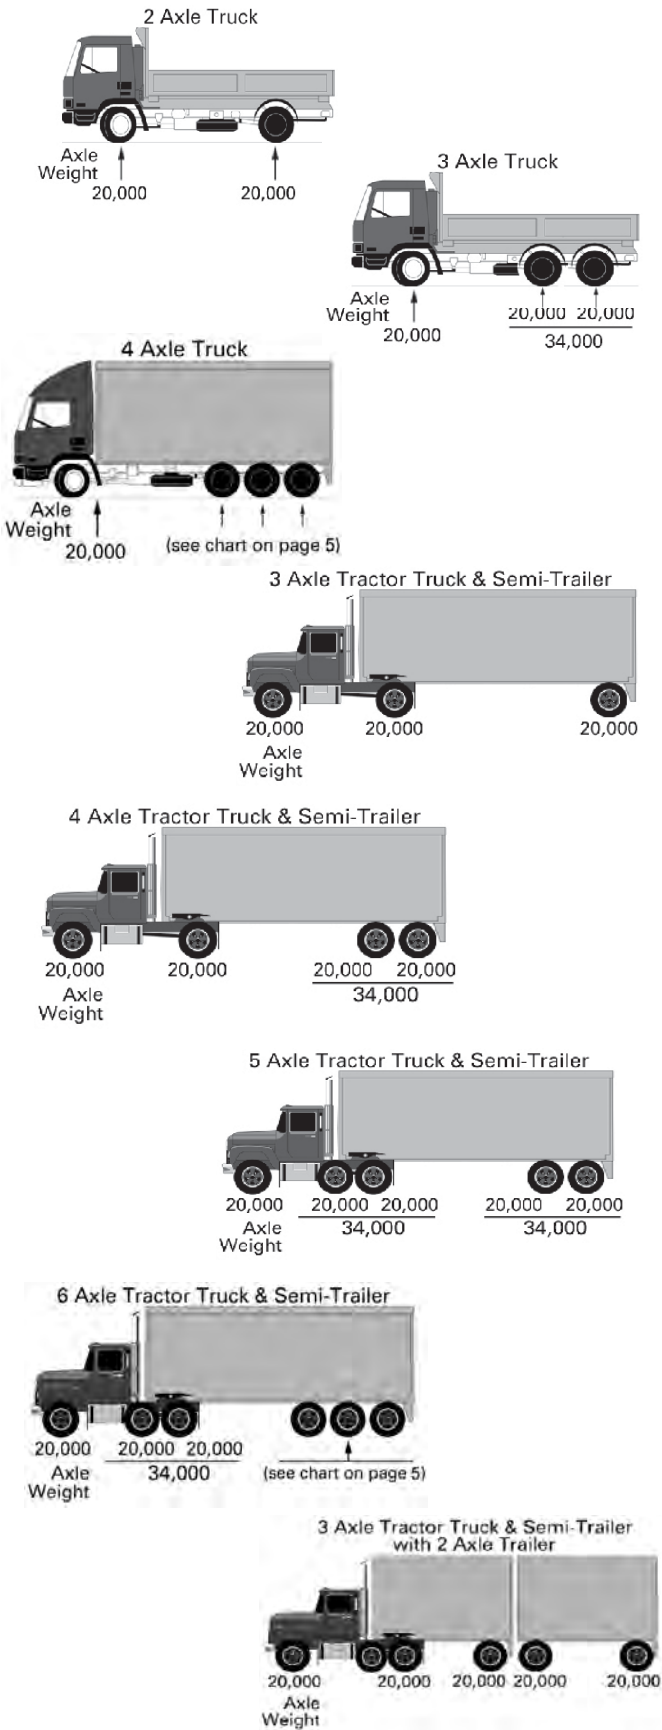 2 Axle Truck
Axle
Weight
20,000 20,000
3 Axle Truck
Axle
Weight
20,000
20,000 20,000
34,000
4 Axle Truck
Axle
Weight
20,000
(see chart on page 5)
3 Axle Tractor Truck & Semi-Trailer
20,000 20,000 20,000
Axle
Weight
4 Axle Tractor Truck & Semi-Trailer
20,000 20,000 20,000 20,000
34,000
Axle
Weight
5 Axle Tractor Truck & Semi-Trailer
20,000 20,000 20,000 20,000 20,000
Axle
Weight
34,000 34,000
6 Axle Tractor Truck & Semi-Trailer
20,000 20,000 20,000
Axle
Weight
34,000
(see chart on page 5)
3 Axle Tractor Truck & Semi-Trailer
with 2 Axle Trailer
20,000 20,000 20,000 20,000 20,000
Axle
Weight